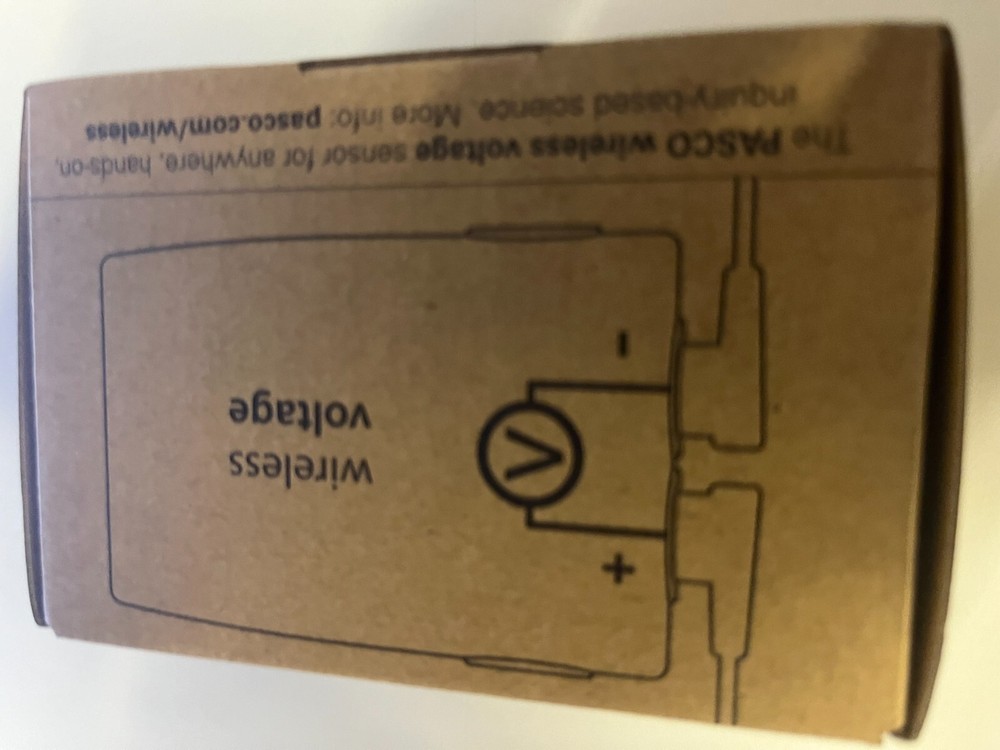 +
-
V
wireless
voltage
The PASCO wireless voltage sensor for anywhere, hands-on,
inquiry-based science. More info: pasco.com/wireless